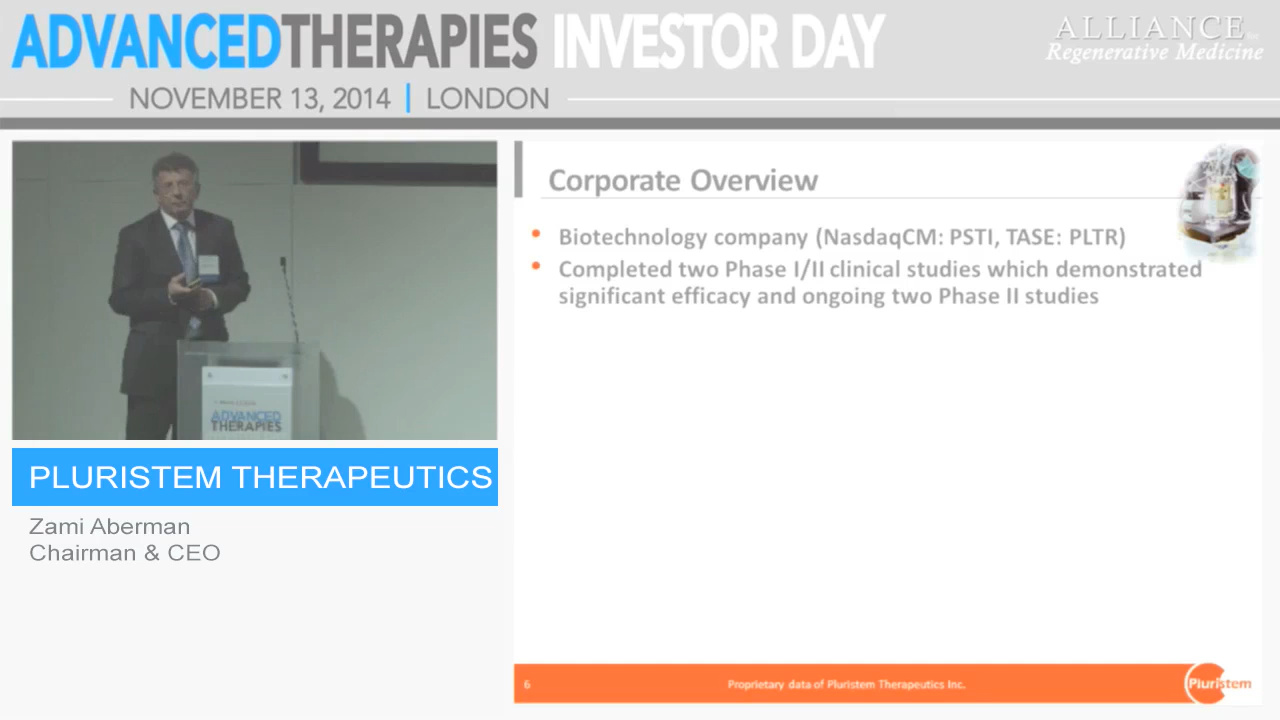 ADVANCEDTHERAPIES INVESTOR DAY
ALLIANCE
Regenerative Medicine
NOVEMBER 13, 2014 | LONDON
ADVANCED
THERAPIES
PLURISTEM THERAPEUTICS
Zami Aberman
Chairman & CEO
Corporate Overview
• Biotechnology company (NasdaqCM: PSTI, TASE: PLTR)
• Completed two Phase I/II clinical studies which demonstrated
significant efficacy and ongoing two Phase II studies
6
Proprietary data of Pluristem Therapeutics Inc.
Pluristem